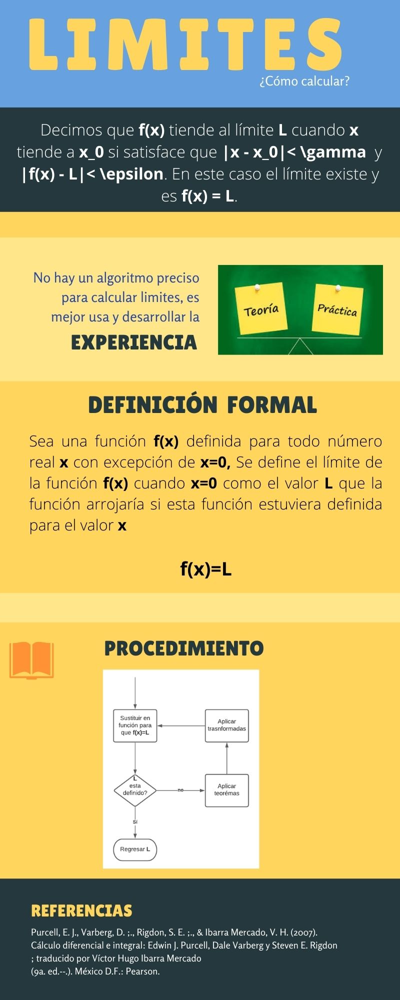 LIMITES
¿Cómo calcular?
Decimos que f(x) tiende al límite L cuando x
tiende a x_0 si satisface que |x - x_0|< \gamma y
|f(x) - L|< \epsilon. En este caso el límite existe y
es f(x) = L.
No hay un algoritmo preciso
para calcular limites, es
mejor usa y desarrollar la
EXPERIENCIA
Teoría
Práctica
DEFINICIÓN FORMAL
Sea una función f(x) definida para todo número
real x con excepción de x=0, Se define el límite de
la función f(x) cuando x=0 como el valor L que la
función arrojaría si esta función estuviera definida
para el valor x
f(x)=L
PROCEDIMIENTO
Sustituir en
función para
que f(x)=L
Aplicar
trasnformadas
L
esta
definido?
no
Aplicar
teorémas
Sí
Regresar L
REFERENCIAS
Purcell, E. J., Varberg, D. ;., Rigdon, S. E. ;., & Ibarra Mercado, V. H. (2007).
Cálculo diferencial e integral: Edwin J. Purcell, Dale Varberg y Steven E. Rigdon
; traducido por Víctor Hugo Ibarra Mercado
(9a. ed.--.). México D.F.: Pearson.